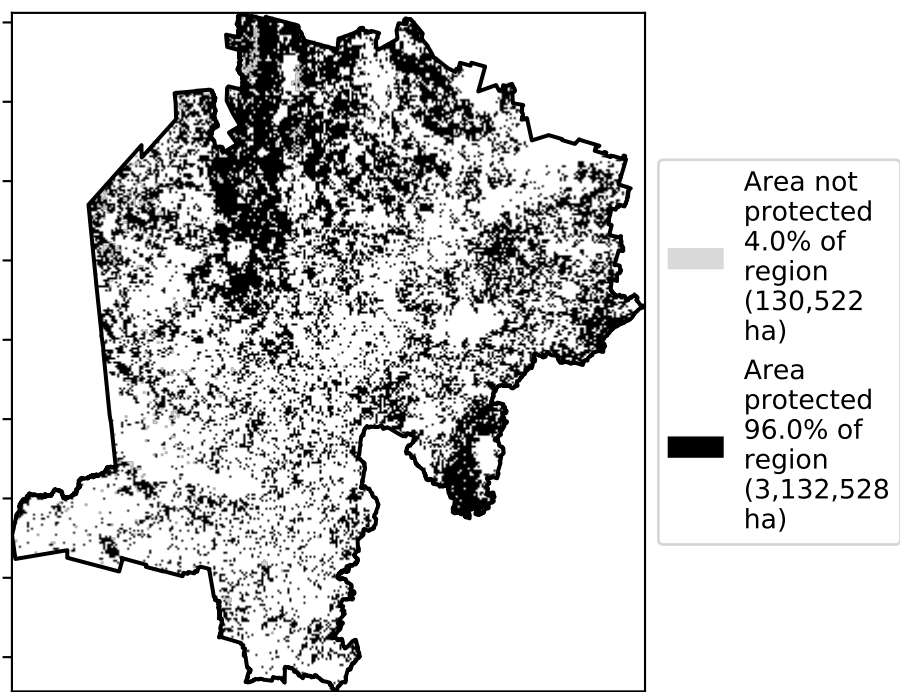 Area not
protected
4.0% of
region
(130,522
ha)
Area
protected
96.0% of
region
(3,132,528
ha)